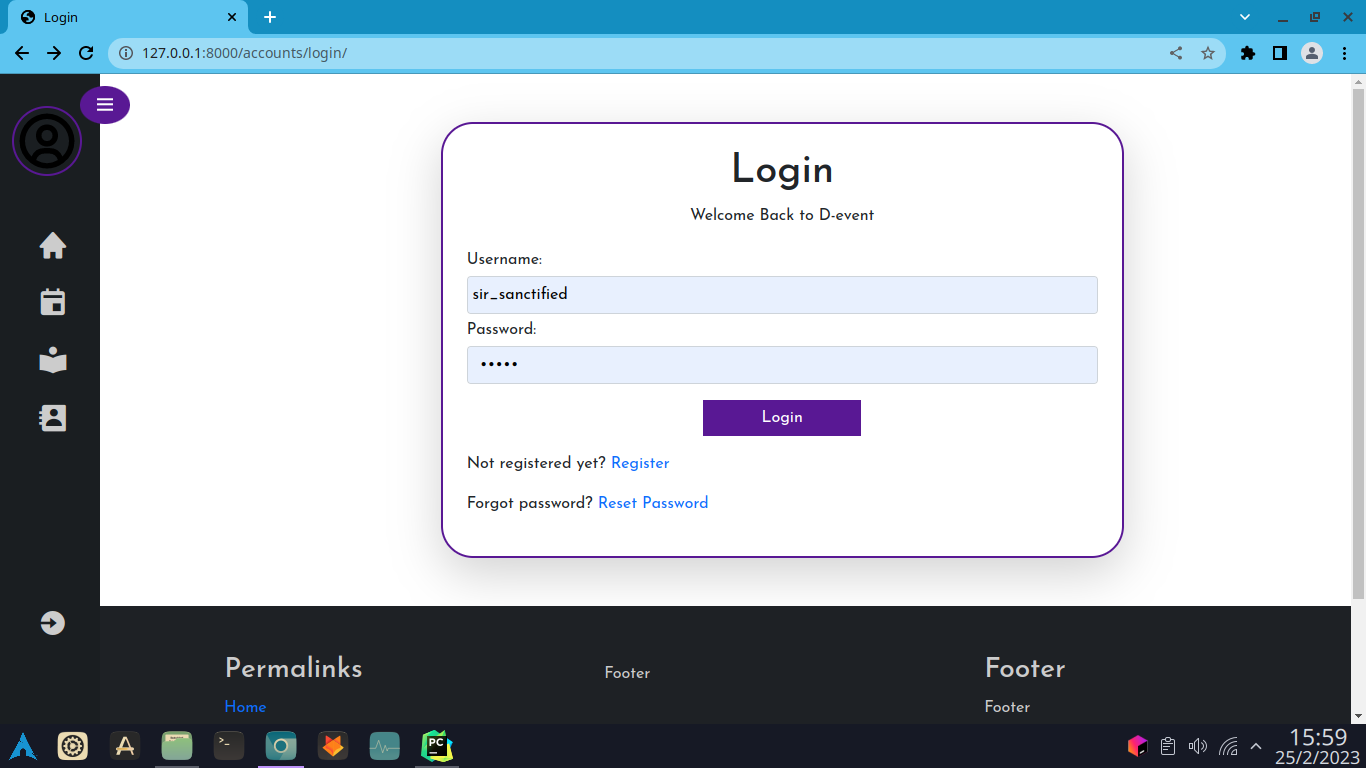 Login
127.0.0.1:8000/accounts/login/
Login
Welcome Back to D-event
Username:
sir_sanctified
Password:
•••••
Login
Not registered yet? Register
Forgot password? Reset Password
Permalinks
Home
Footer
Footer
Footer
>_
PC
15:59
25/2/2023